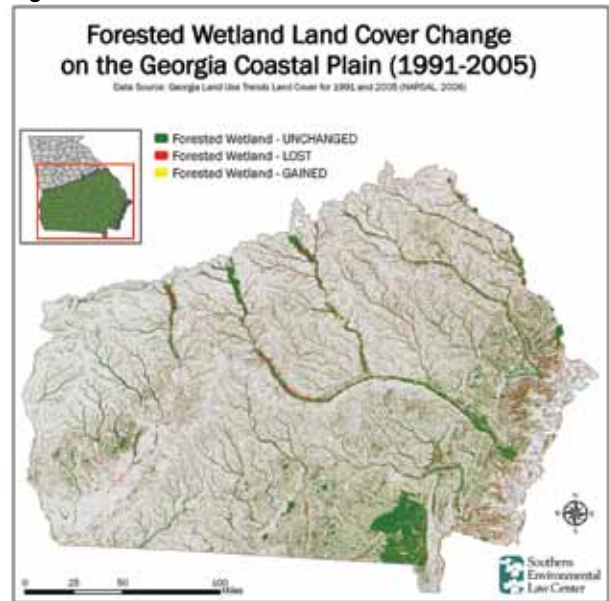 Forested Wetland Land Cover Change
on the Georgia Coastal Plain (1991-2005)
Data Source: Georgia Land Use Trends Land Cover for 1991 and 2005 (NARSAL, 2006)
Forested Wetland - UNCHANGED
Forested Wetland - LOST
Forested Wetland - GAINED
0 25 50 100
Miles
Southern
Environmental
Law Center